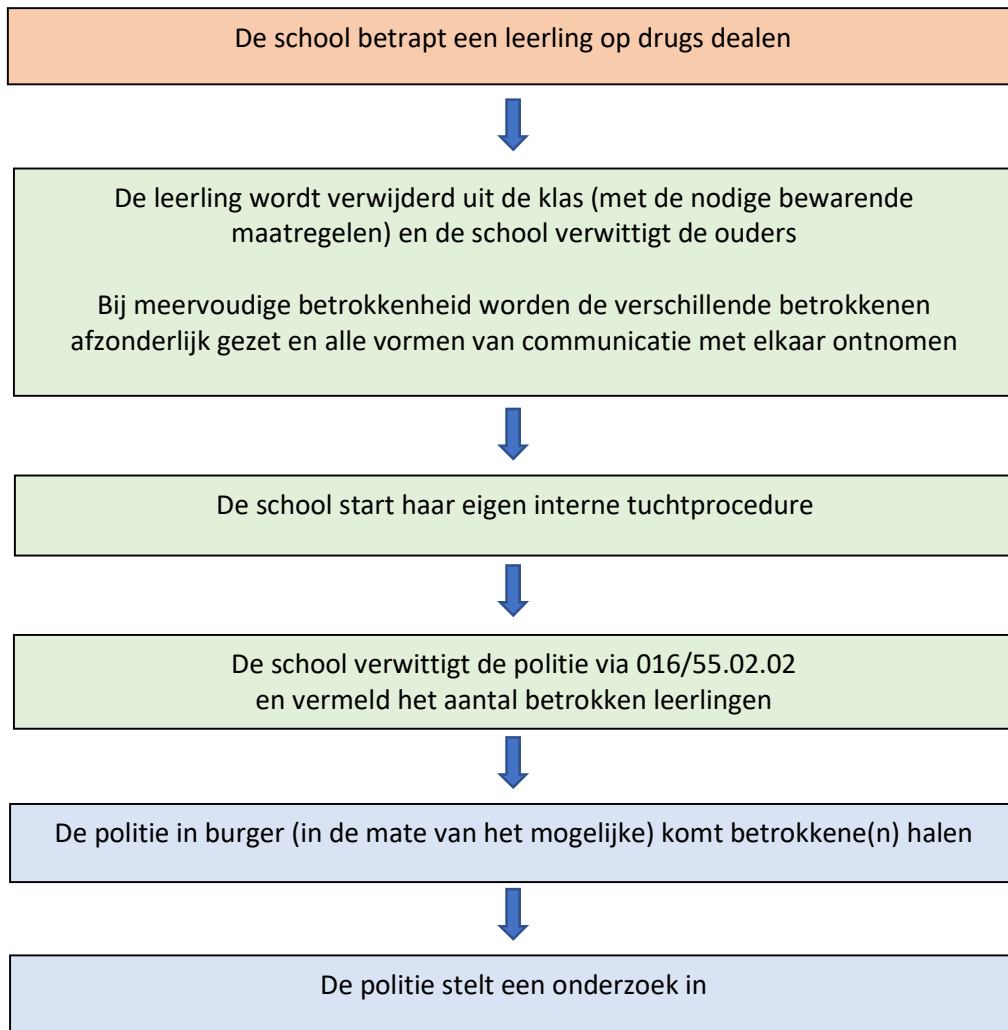 De school betrapt een leerling op drugs dealen
De leerling wordt verwijderd uit de klas (met de nodige bewarende
maatregelen) en de school verwittigt de ouders
Bij meervoudige betrokkenheid worden de verschillende betrokkenen
afzonderlijk gezet en alle vormen van communicatie met elkaar ontnomen
De school start haar eigen interne tuchtprocedure
De school verwittigt de politie via 016/55.02.02
en vermeld het aantal betrokken leerlingen
De politie in burger (in de mate van het mogelijke) komt betrokkene(n) halen
De politie stelt een onderzoek in